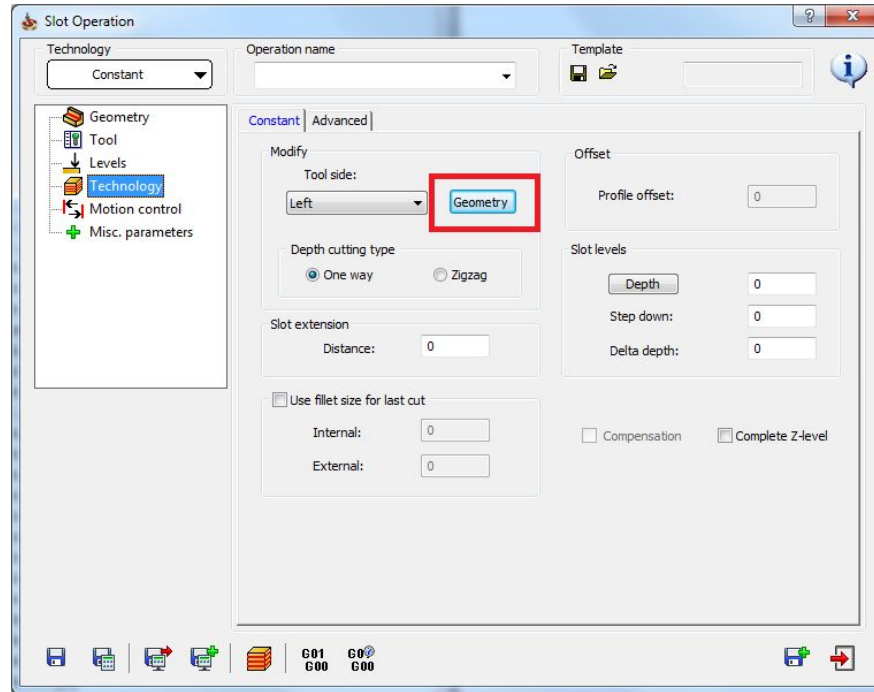 Slot Operation
Technology
Constant
Operation name
Template
Geometry
Tool
Levels
Technology
Motion control
Misc. parameters
Constant
Advanced
Modify
Tool side:
Left
Geometry
Depth cutting type
One way
Zigzag
Slot extension
Distance:
0
Use fillet size for last cut
Internal:
0
External:
0
Offset
Profile offset:
0
Slot levels
Depth
0
Step down:
0
Delta depth:
0
Compensation
Complete Z-level
G01
G00
G0
G00